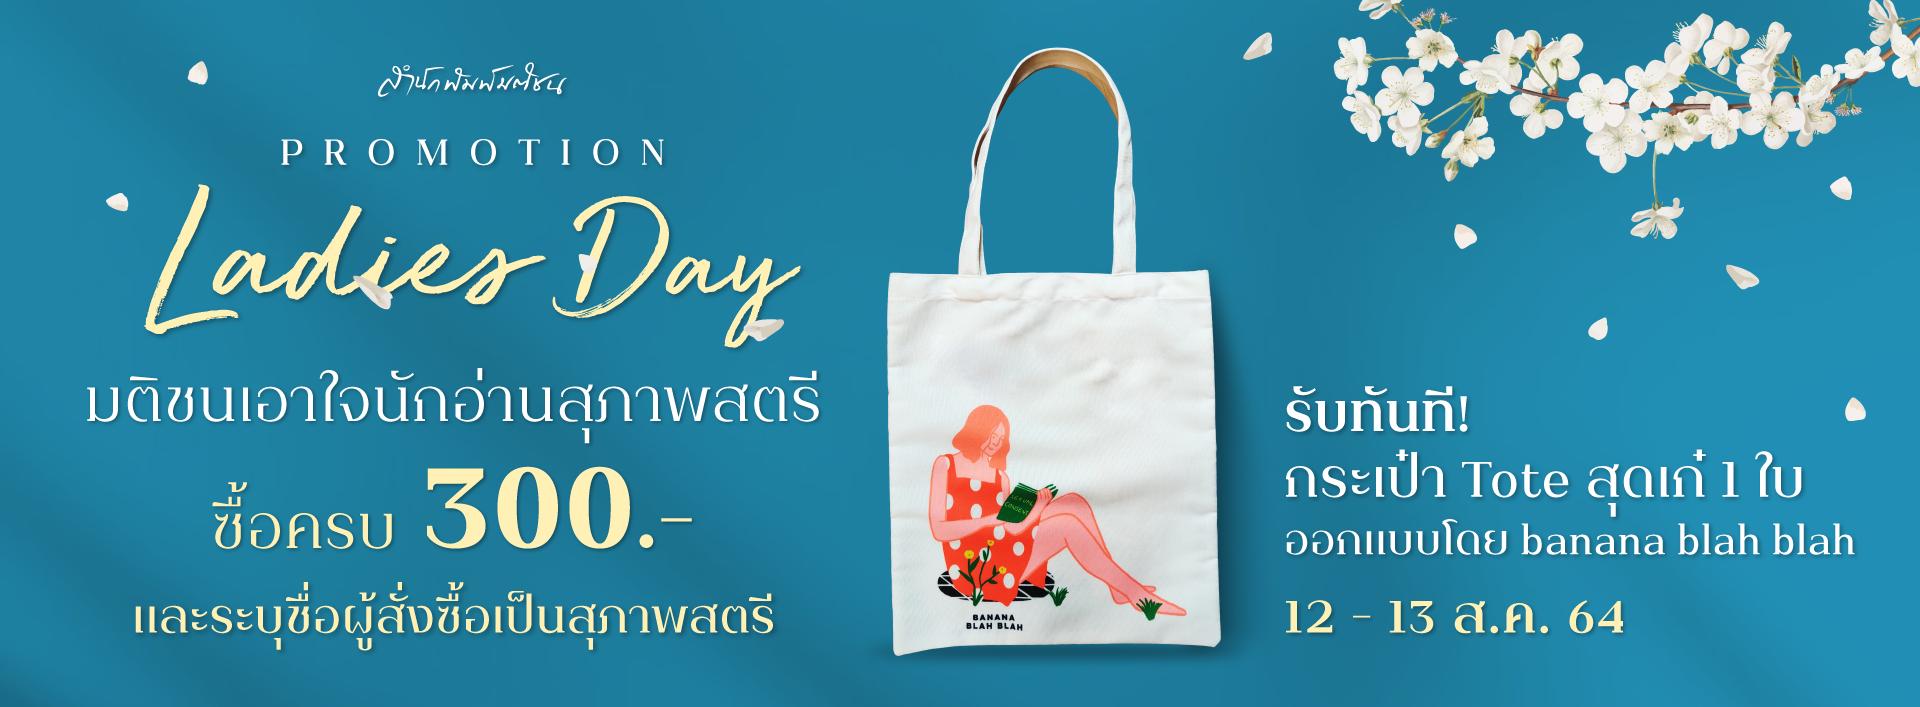 สำนักพิมพ์มติชน
PROMOTION
Ladies Day
มติชนเอาใจนักอ่านสุภาพสตรี
ซื้อครบ 300.-
และระบุชื่อผู้สั่งซื้อเป็นสุภาพสตรี
BANANA
BLAH BLAH
รับทันที!
กระเป๋า Tote สุดเก๋ 1 ใบ
ออกแบบโดย banana blah blah
12 - 13 ส.ค. 64